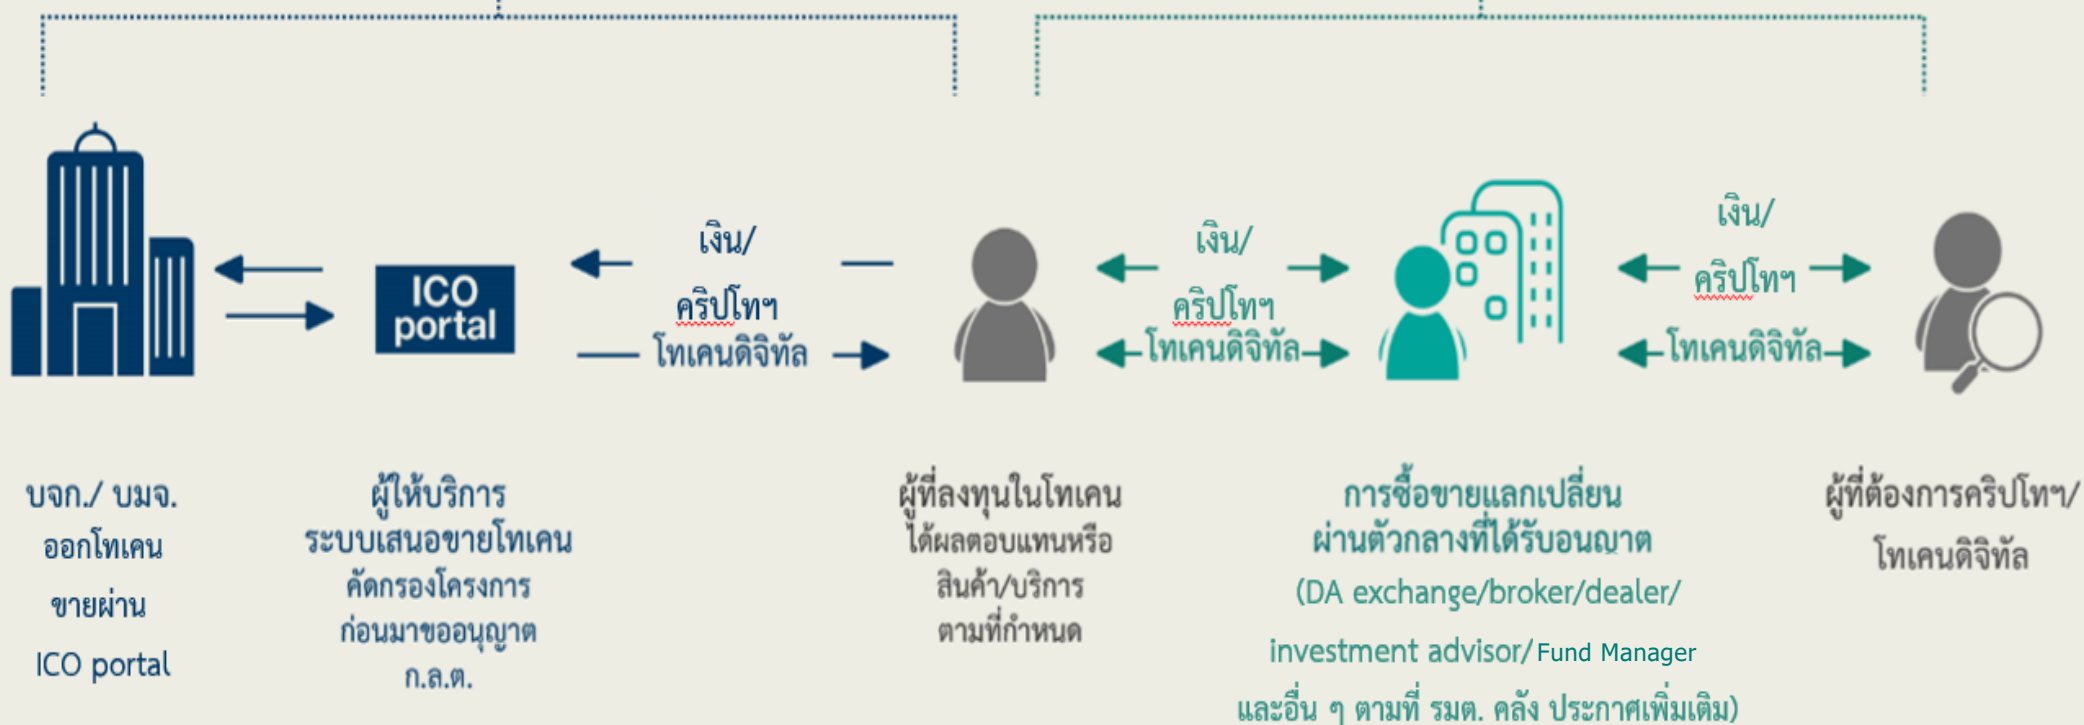 เงิน/
คริปโทฯ
โทเคนดิจิทัล
ICO
portal
เงิน/
คริปโทฯ
โทเคนดิจิทัล
เงิน/
คริปโทฯ
โทเคนดิจิทัล
บจก./ บมจ.
ออกโทเคน
ขายผ่าน
ICO portal
ผู้ให้บริการ
ระบบเสนอขายโทเคน
คัดกรองโครงการ
ก่อนมาขออนุญาต
ก.ล.ต.
ผู้ที่ลงทุนในโทเคน
ได้ผลตอบแทนหรือ
สินค้า/บริการ
ตามที่กำหนด
การซื้อขายแลกเปลี่ยน
ผ่านตัวกลางที่ได้รับอนุญาต
(DA exchange/broker/dealer/
investment advisor/Fund Manager
และอื่น ๆ ตามที่ รมต. คลัง ประกาศเพิ่มเติม)
ผู้ที่ต้องการคริปโทฯ/
โทเคนดิจิทัล